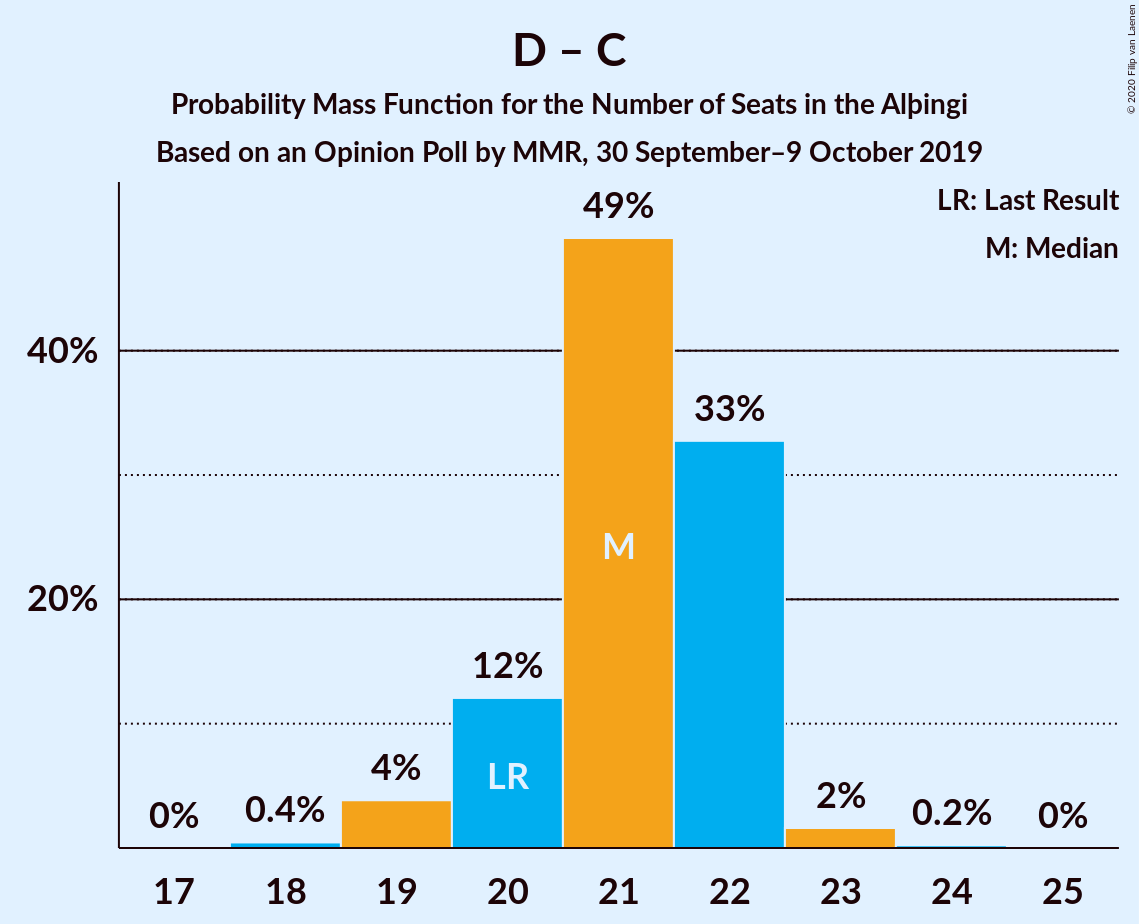 D – C
Probability Mass Function for the Number of Seats in the Alþingi
Based on an Opinion Poll by MMR, 30 September–9 October 2019
© 2020 Filip van Laenen
LR: Last Result
M: Median
49%
40%
33%
M
20%
12%
LR
4%
0%
0.4%
2%
0.2%
0%
17 18 19 20 21 22 23 24 25